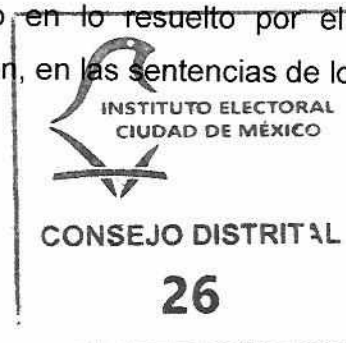 o en lo resuelto por el
n, en las sentencias de lo
INSTITUTO ELECTORAL
CIUDAD DE MÉXICO
CONSEJO DISTRITAL
26